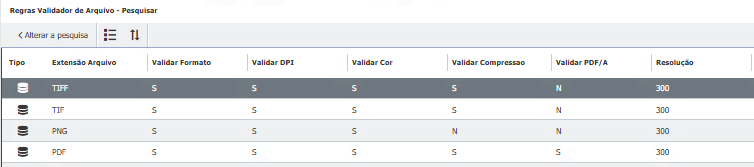 Regras Validador de Arquivo - Pesquisar
Alterar a pesquisa
Tipo Extensão Arquivo Validar Formato Validar DPI Validar Cor Validar Compressao Validar PDF/A Resolução
TIFF S S S S N 300
TIF S S S S N 300
PNG S S S N N 300
PDF S S S S S 300